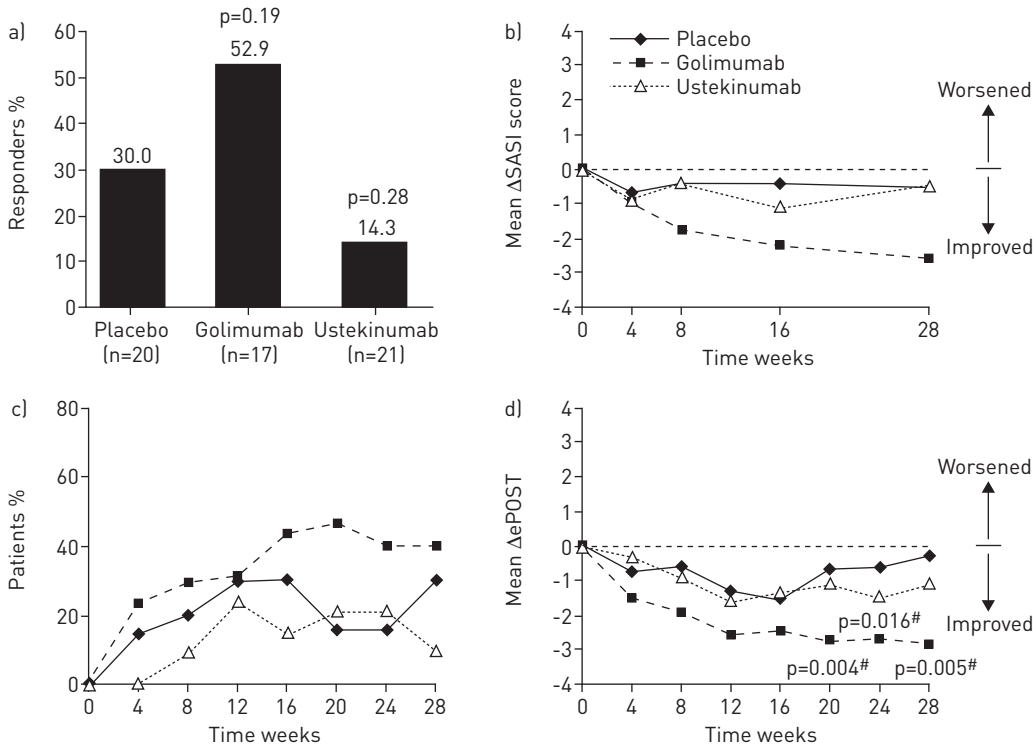 a)
Responders %
60
50
40
30
20
10
0
30.0
p=0.19
52.9
p=0.28
14.3
Placebo
(n=20)
Golimumab
(n=17)
Ustekinumab
(n=21)
b)
Mean ΔSASI score
4
3
2
1
0
-1
-2
-3
-4
Placebo
Golimumab
Ustekinumab
Worsened
Improved
0 4 8 16 28
Time weeks
c)
Patients %
80
60
40
20
0
0 4 8 12 16 20 24 28
Time weeks
d)
Mean ΔePOST
4
3
2
1
0
-1
-2
-3
-4
Worsened
Improved
p=0.016#
p=0.004# p=0.005#
0 4 8 12 16 20 24 28
Time weeks